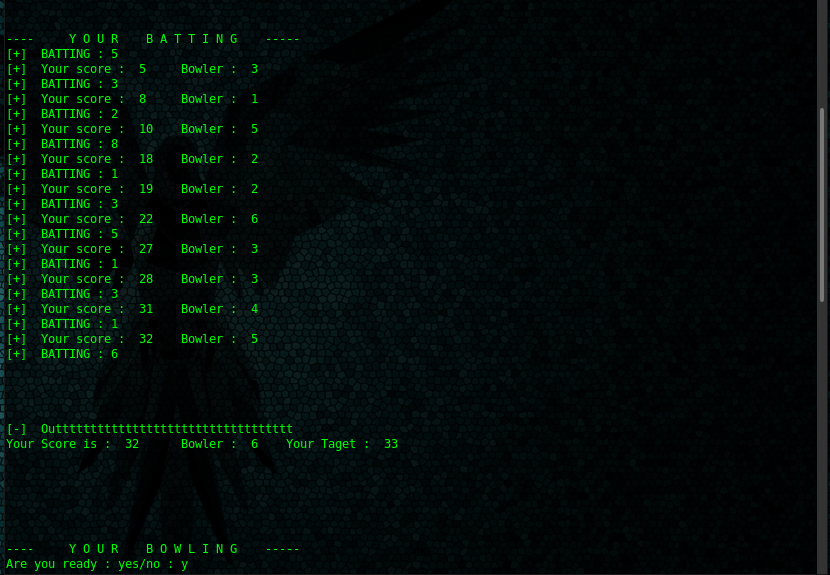 ----     Y O U R    B A T T I N G    -----
[+]  BATTING : 5
[+]  Your score :  5     Bowler :  3
[+]  BATTING : 3
[+]  Your score :  8     Bowler :  1
[+]  BATTING : 2
[+]  Your score :  10    Bowler :  5
[+]  BATTING : 8
[+]  Your score :  18    Bowler :  2
[+]  BATTING : 1
[+]  Your score :  19    Bowler :  2
[+]  BATTING : 3
[+]  Your score :  22    Bowler :  6
[+]  BATTING : 5
[+]  Your score :  27    Bowler :  3
[+]  BATTING : 1
[+]  Your score :  28    Bowler :  3
[+]  BATTING : 3
[+]  Your score :  31    Bowler :  4
[+]  BATTING : 1
[+]  Your score :  32    Bowler :  5
[+]  BATTING : 6
[-]  Outtttttttttttttttttttttttttttttttttt
Your Score is :  32      Bowler :  6    Your Taget :  33
----     Y O U R    B O W L I N G    -----
Are you ready : yes/no : y